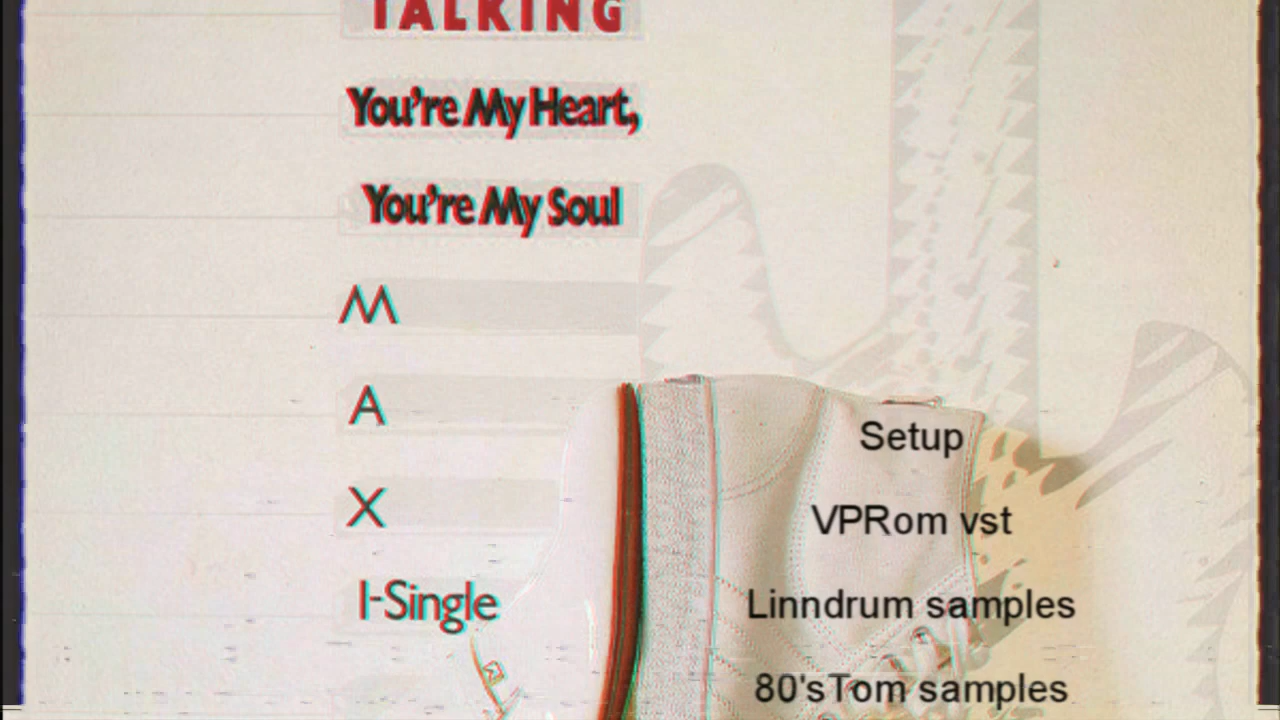 TALKING
You're My Heart,
You're My Soul
M
A
X
I-Single
Setup
VPRom vst
Linndrum samples
80'sTom samples